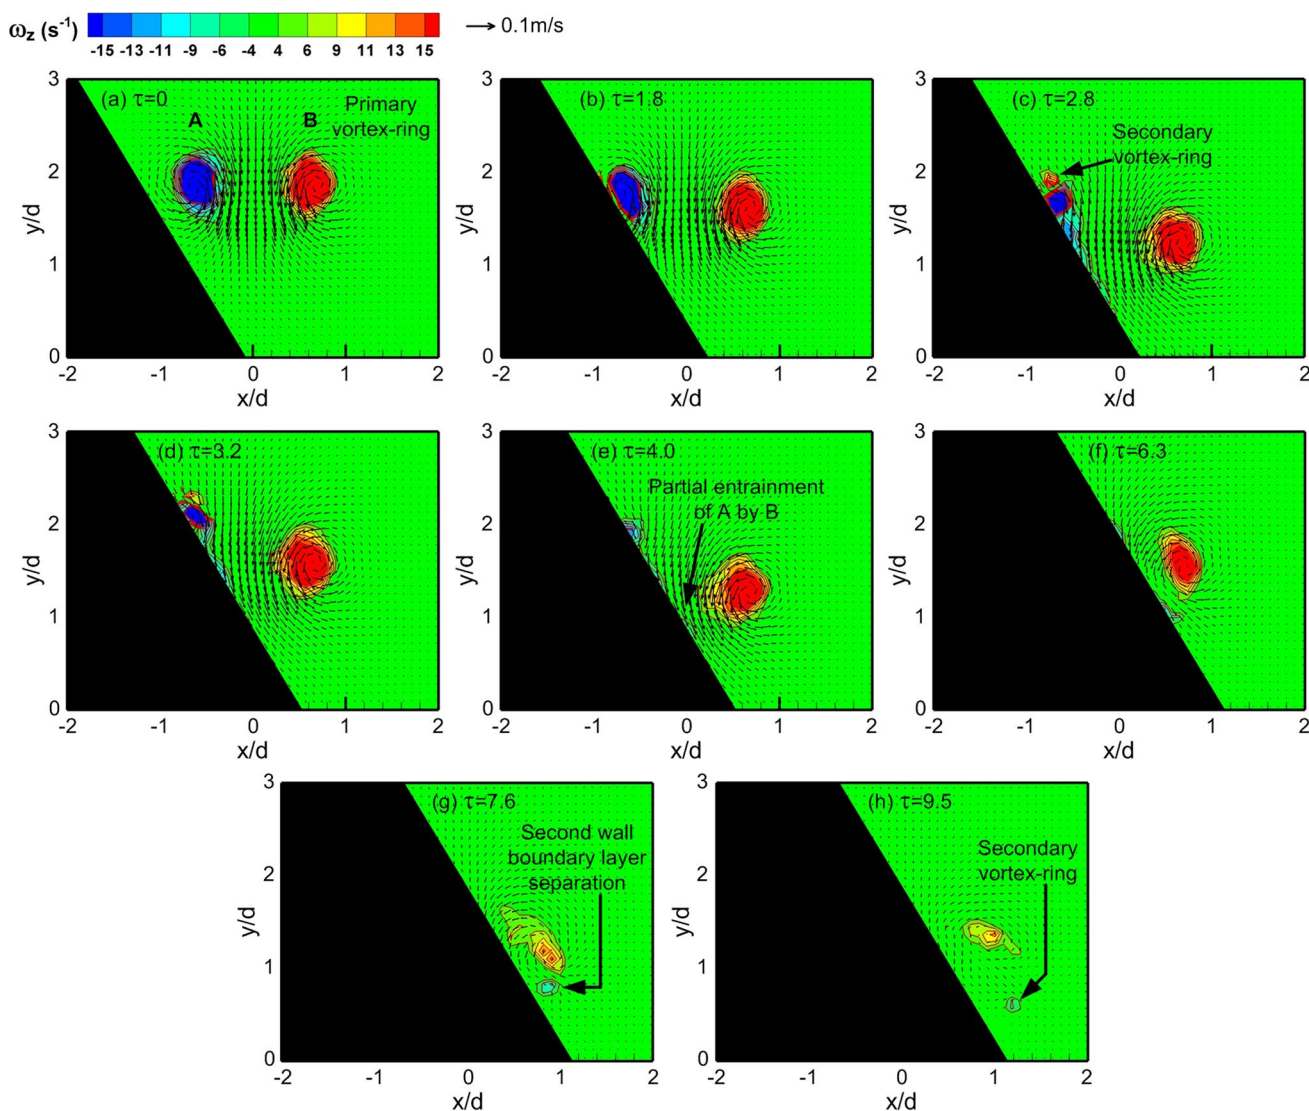 ωz (s-1)
-15 -13 -11 -9 -6 -4 4 6 9 11 13 15
0.1m/s
3
2
1
0
y/d
(a) τ=0
A
B
Primary
vortex-ring
-2 -1 0 1 2
x/d
3
2
1
0
y/d
(b) τ=1.8
-2 -1 0 1 2
x/d
3
2
1
0
y/d
(c) τ=2.8
Secondary
vortex-ring
-2 -1 0 1 2
x/d
3
2
1
0
y/d
(d) τ=3.2
-2 -1 0 1 2
x/d
3
2
1
0
y/d
(e) τ=4.0
Partial entrainment
of A by B
-2 -1 0 1 2
x/d
3
2
1
0
y/d
(f) τ=6.3
-2 -1 0 1 2
x/d
3
2
1
0
y/d
(g) τ=7.6
Second wall
boundary layer
separation
-2 -1 0 1 2
x/d
3
2
1
0
y/d
(h) τ=9.5
Secondary
vortex-ring
-2 -1 0 1 2
x/d